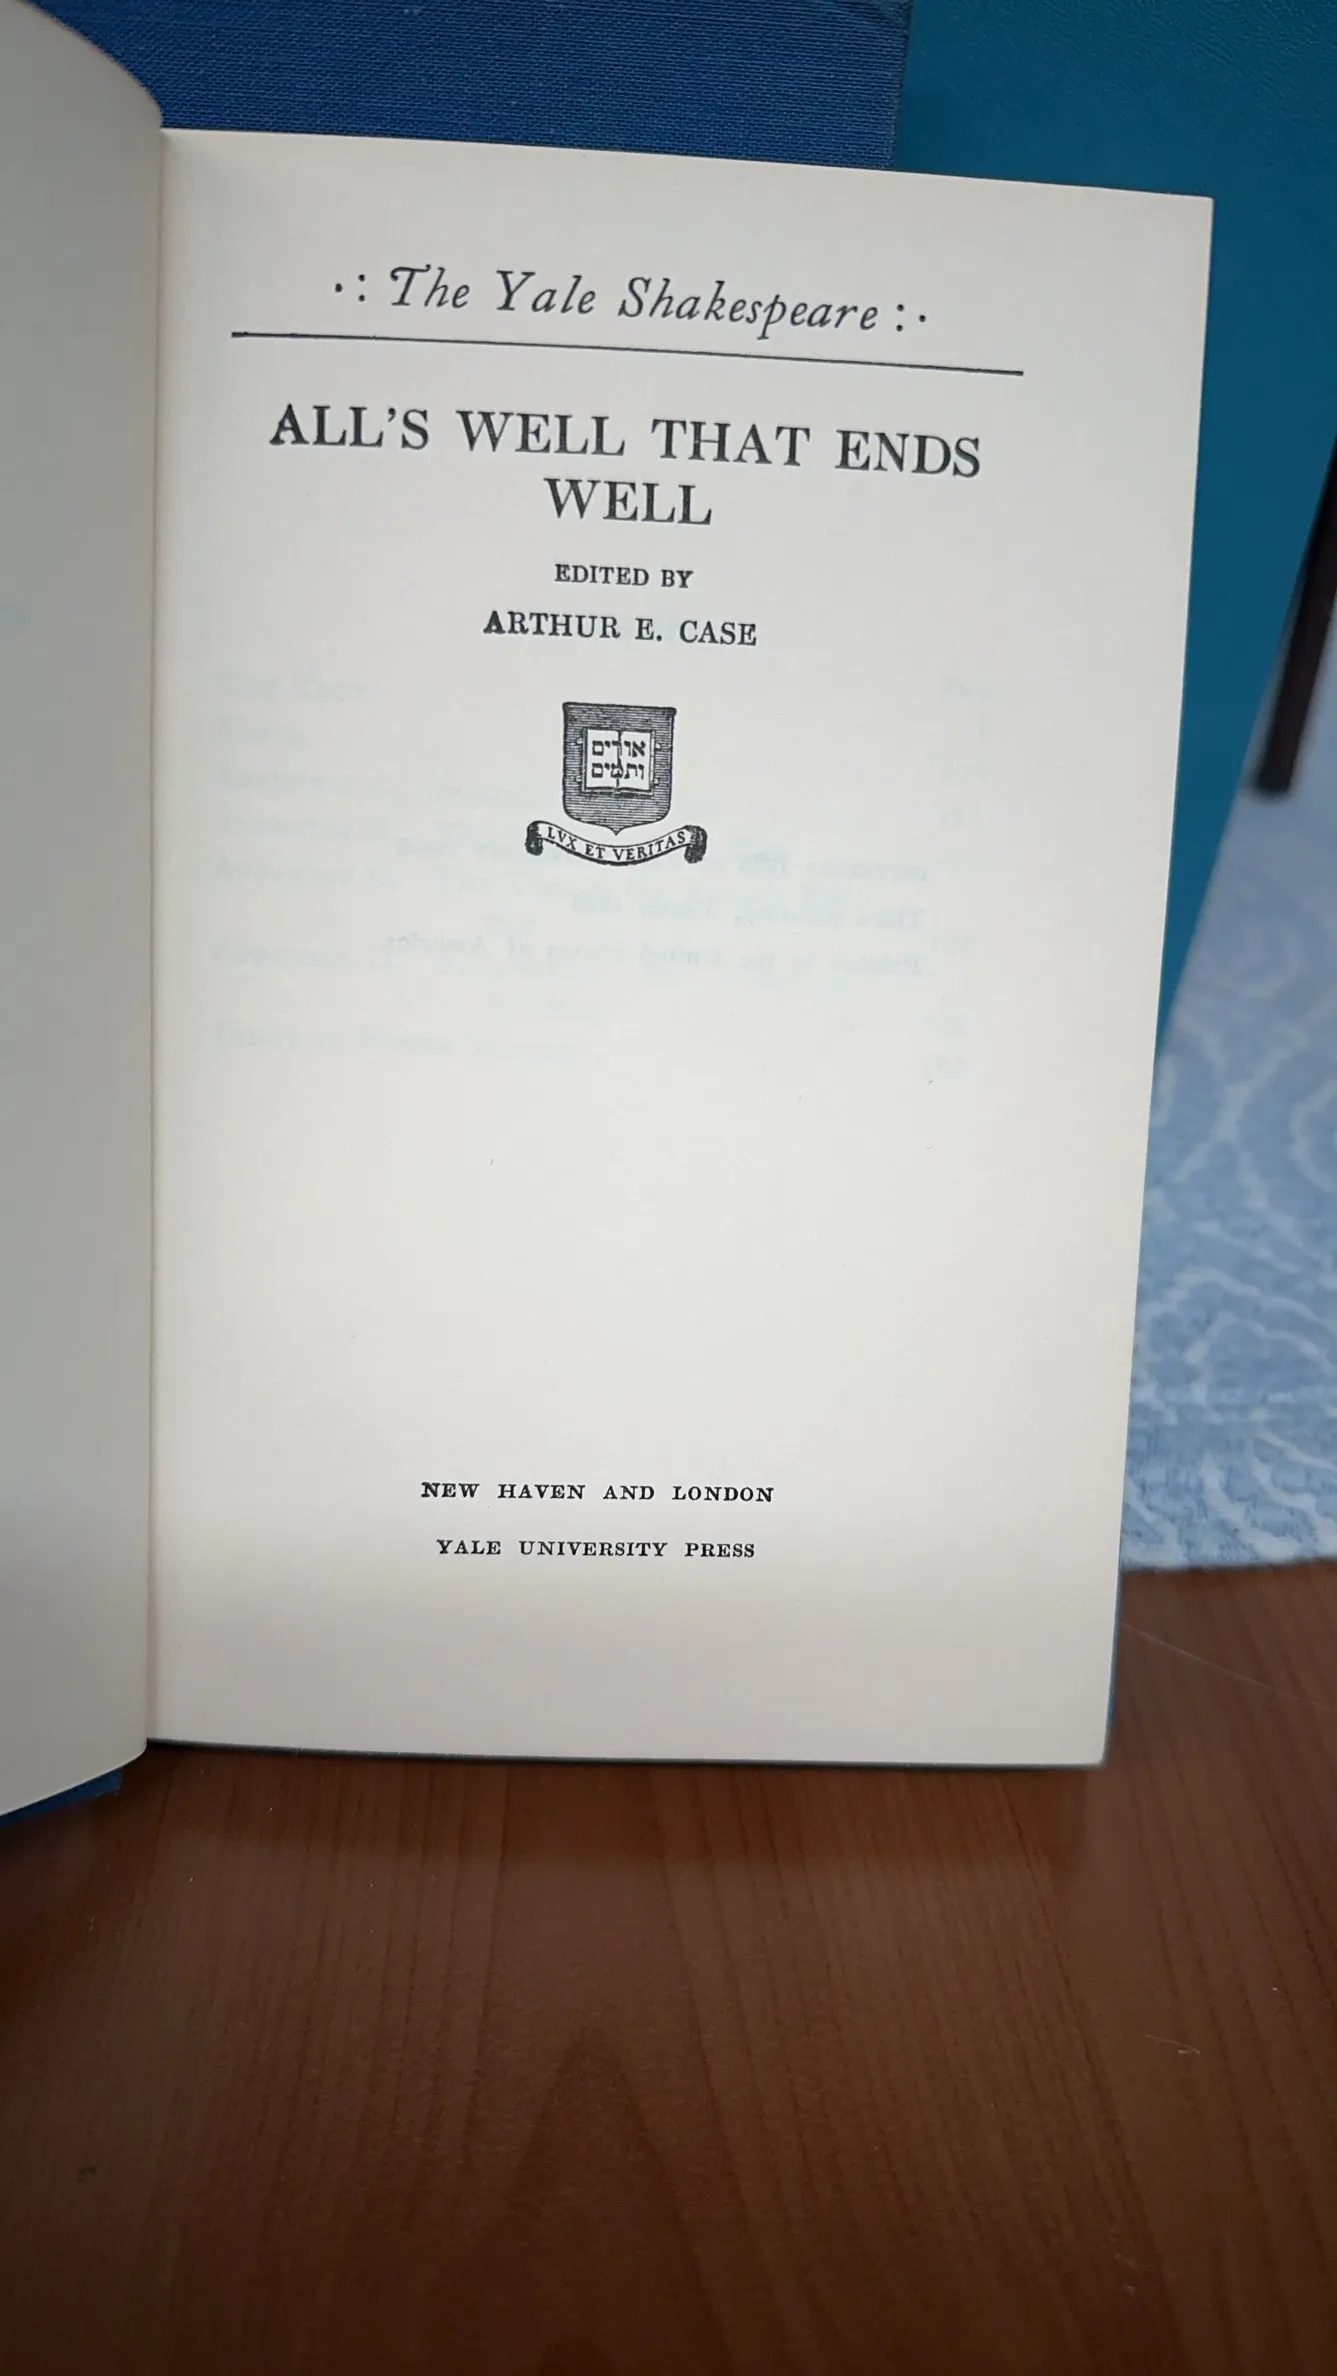 ·: The Yale Shakespeare :·
ALL'S WELL THAT ENDS
WELL
EDITED BY
ARTHUR E. CASE
אורים
ותמים
LVX ET VERITAS
NEW HAVEN AND LONDON
YALE UNIVERSITY PRESS